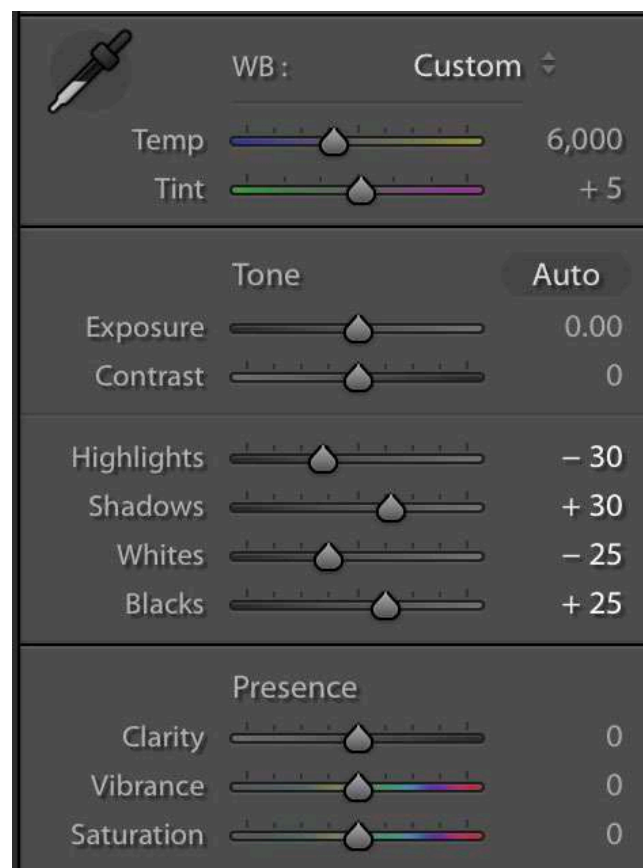 WB : Custom
Temp 6,000
Tint + 5
Tone Auto
Exposure 0.00
Contrast 0
Highlights – 30
Shadows + 30
Whites – 25
Blacks + 25
Presence
Clarity 0
Vibrance 0
Saturation 0